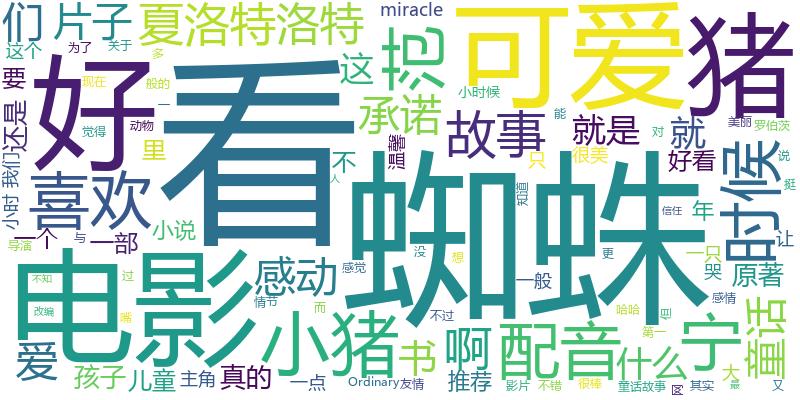 们 片子 夏洛特洛特 miracle 可爱 猪
这个 为了 关于 多 这
要 现在 般的 小时候
好 看 承诺 故事 就是 就 美丽 罗伯茨
还是 觉得 动物 里 温馨 能 对 说
我们 一 不 只 很美 好看 挺
小时 喜欢 人 知道 时候
一个 与 一部 小说 蜘蛛 信任 年 让
导演 没 想 更 一只
不知 过 电影 感动 感觉 一般 哭 原著
改编 嘴 情节 而 不过 哈哈 但 感情
小猪 第一 宁 童话
爱 书 啊 配音 什么
孩子 儿童 主角 真的 一点 Ordinary 友情 推荐 影片 不错 很棒 童话故事 其实 大 最 又